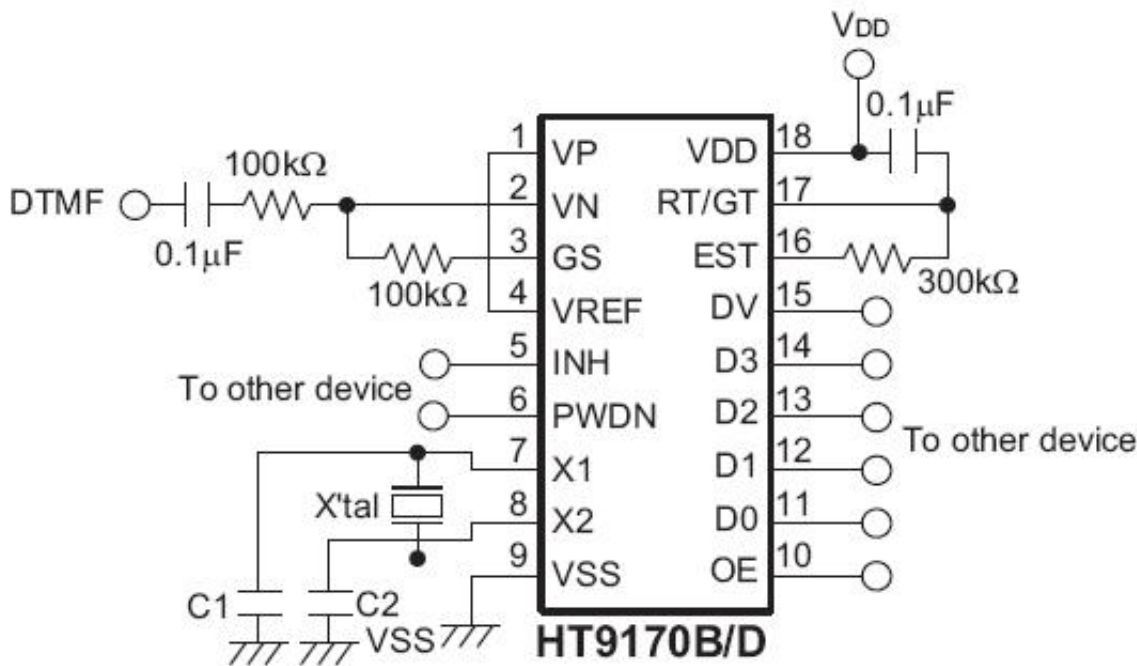 VDD
0.1μF
100kΩ
DTMF
0.1μF
100kΩ
1 VP VDD 18
2 VN RT/GT 17
3 GS EST 16
300kΩ
4 VREF DV 15
5 INH D3 14
To other device
6 PWDN D2 13
To other device
7 X1 D1 12
X'tal
8 X2 D0 11
9 VSS OE 10
C1
C2
VSS
HT9170B/D